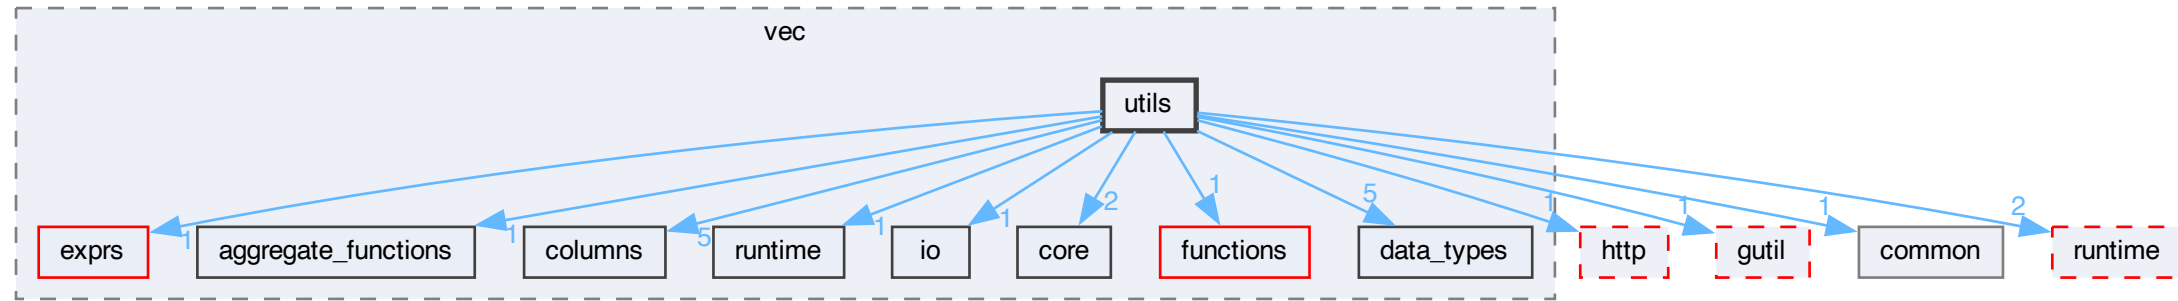 vec
utils
1
1
5
1
1
2
1
5
1
1
1
2
exprs
aggregate_functions
columns
runtime
io
core
functions
data_types
http
gutil
common
runtime